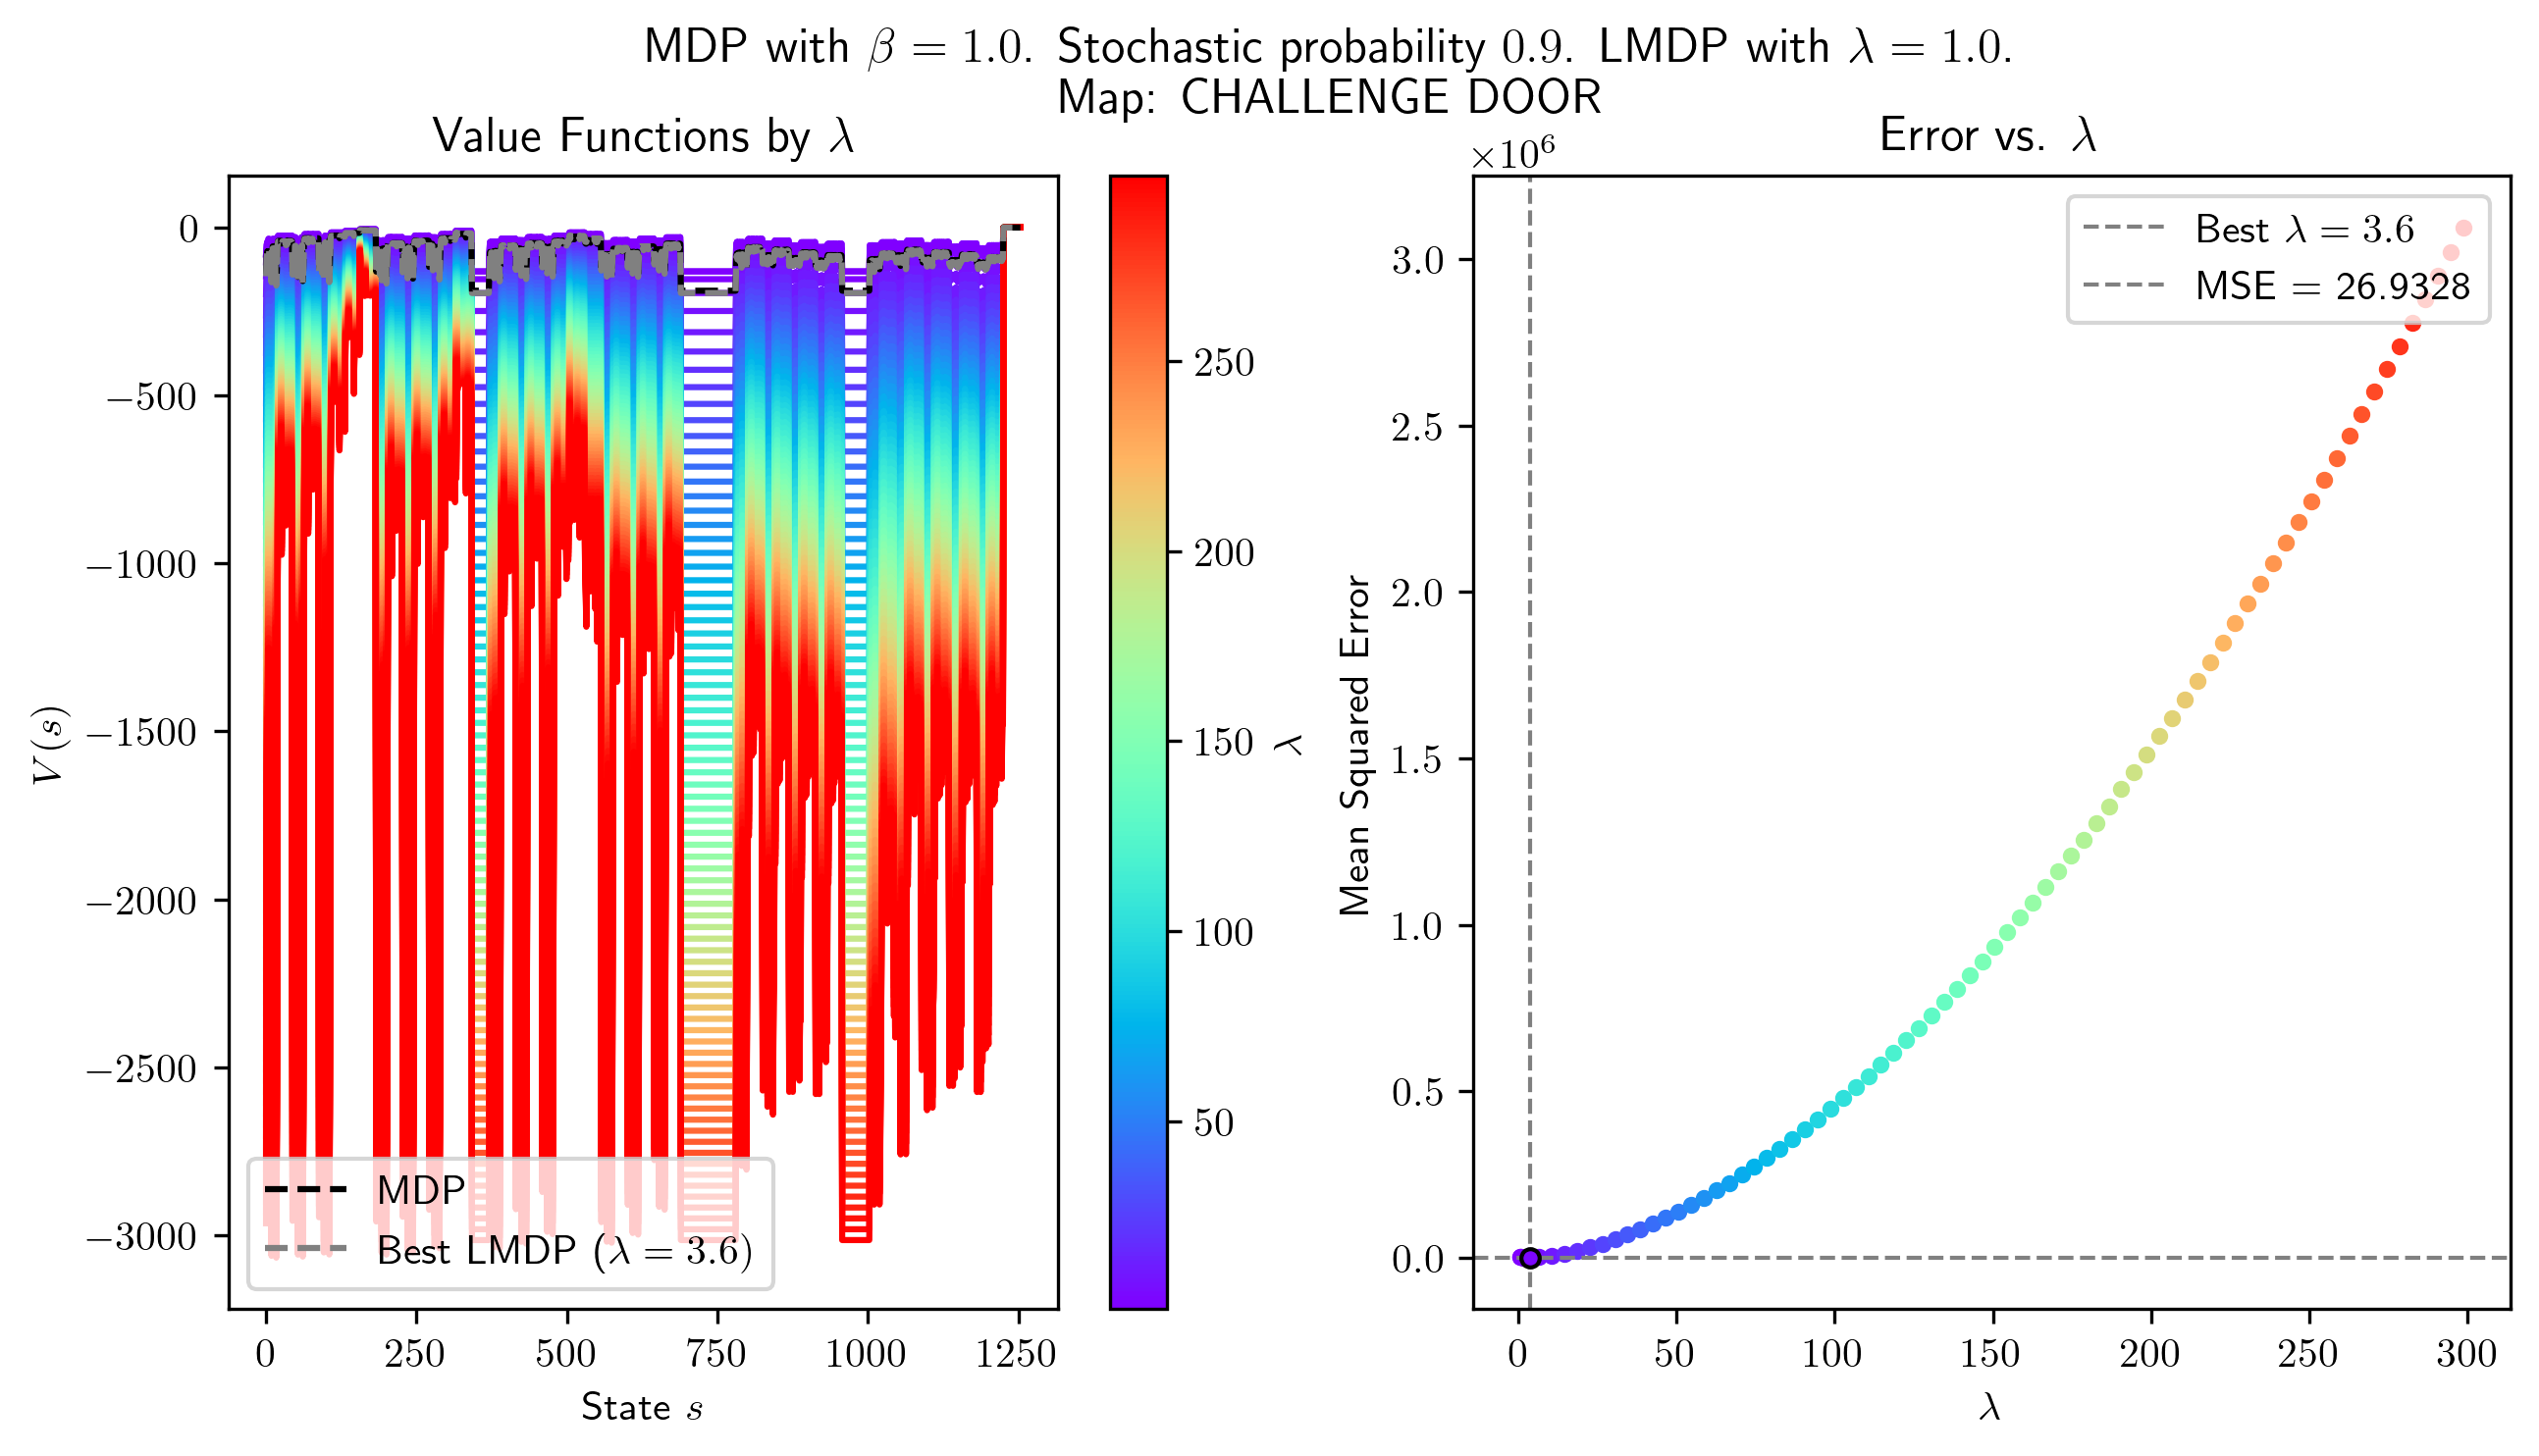 MDP with β = 1.0. Stochastic probability 0.9. LMDP with λ = 1.0.
Map: CHALLENGE DOOR
Value Functions by λ
0
−500
−1000
−1500
−2000
−2500
−3000
V(s)
MDP
Best LMDP (λ = 3.6)
0 250 500 750 1000 1250
State s
250
200
150
100
50
λ
Error vs. λ
×10⁶
3.0
2.5
2.0
1.5
1.0
0.5
0.0
Mean Squared Error
Best λ = 3.6
MSE = 26.9328
0 50 100 150 200 250 300
λ